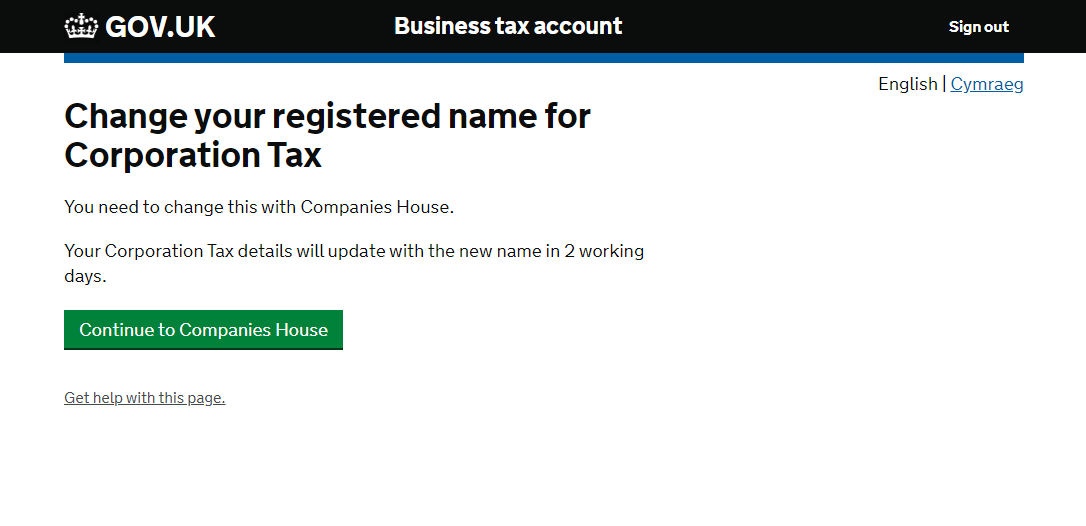 GOV.UK
Business tax account
Sign out
English | Cymraeg
Change your registered name for
Corporation Tax
You need to change this with Companies House.
Your Corporation Tax details will update with the new name in 2 working
days.
Continue to Companies House
Get help with this page.